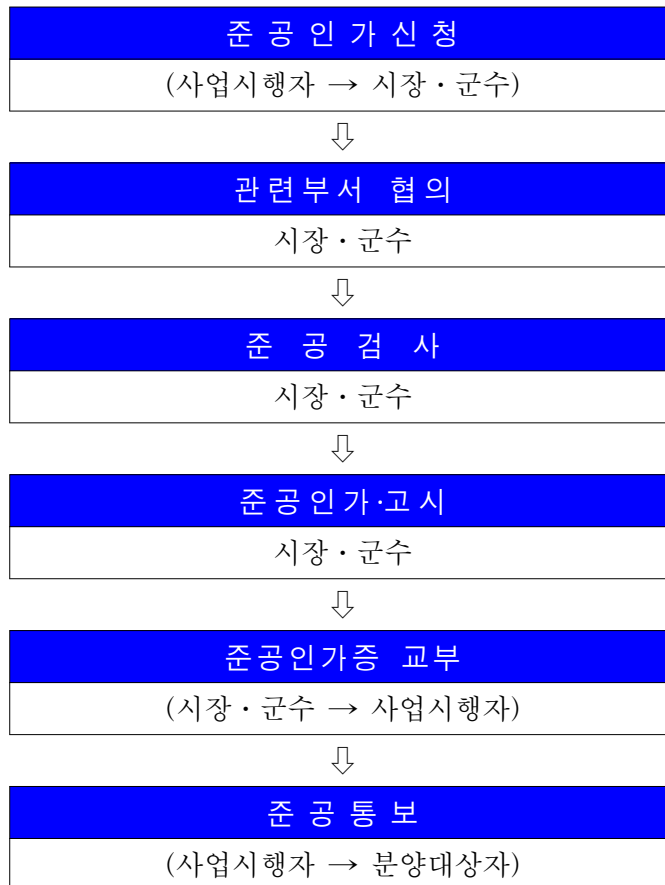 준공인가신청
(사업시행자 → 시장・군수)
⇩
관련부서 협의
시장・군수
⇩
준공검사
시장・군수
⇩
준공인가·고시
시장・군수
⇩
준공인가증 교부
(시장・군수 → 사업시행자)
⇩
준공통보
(사업시행자 → 분양대상자)